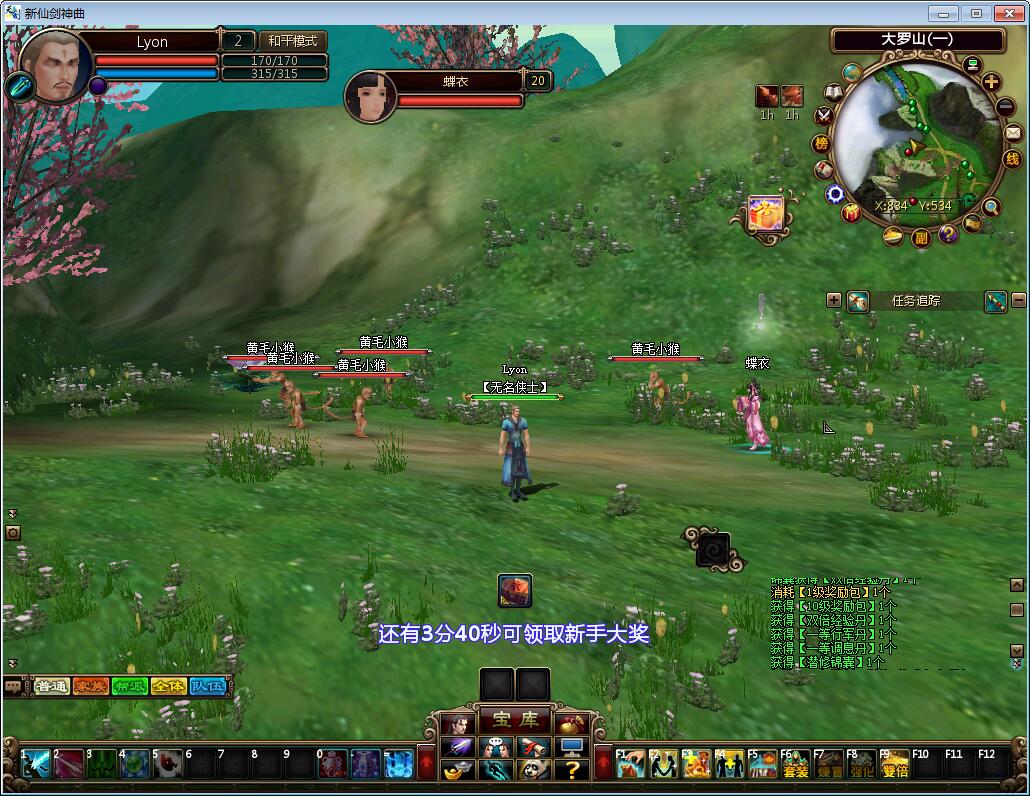 新仙剑神曲
Lyon
2
和平模式
170/170
315/315
蝶衣
20
1h
1h
大罗山(一)
榜
线
X:834 Y:534
副
任务追踪
黄毛小猴
黄毛小猴
黄毛小猴
黄毛小猴
黄毛小猴
Lyon
【无名侠士】
蝶衣
还有3分40秒可领取新手大奖
消耗【1级奖励包】1个
获得【10级奖励包】1个
获得【双倍经验丹】1个
获得【一等行军丹】1个
获得【一等调息丹】1个
获得【潜修锦囊】1个
普通
家族
帮派
全体
队伍
宝库
1 2 3 4 5 6 7 8 9 0 - =
F1 F2 F3 F4 F5 F6 F7 F8 F9 F10 F11 F12
套装
强化
雙倍